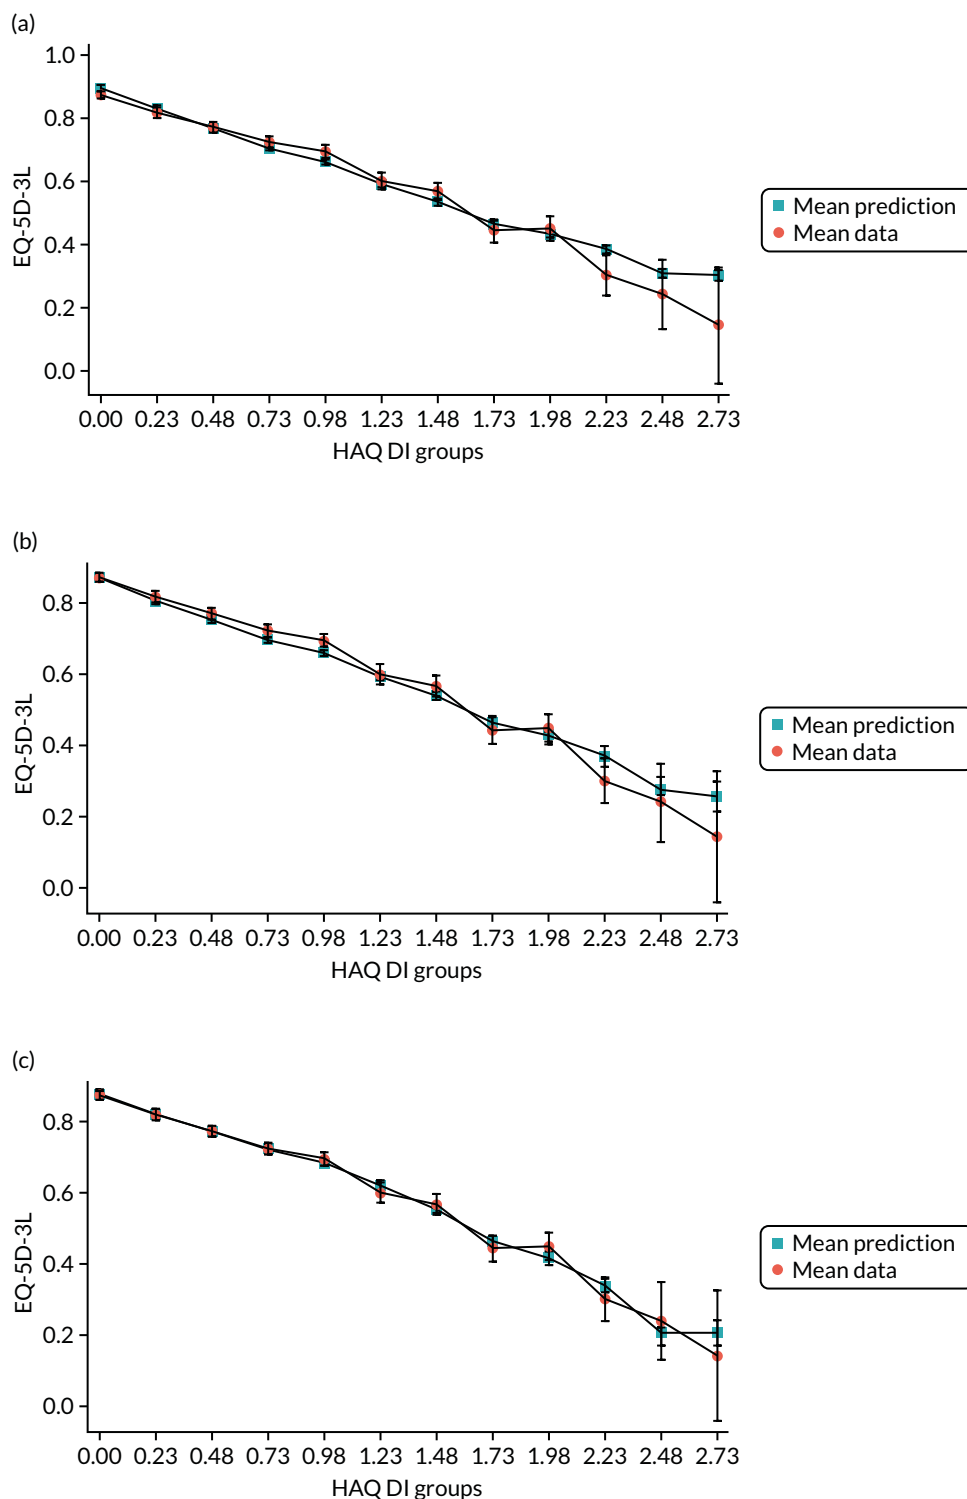 (a)
1.0
0.8
0.6
0.4
0.2
0.0
EQ-5D-3L
0.00 0.23 0.48 0.73 0.98 1.23 1.48 1.73 1.98 2.23 2.48 2.73
HAQ DI groups
Mean prediction
Mean data
(b)
0.8
0.6
0.4
0.2
0.0
EQ-5D-3L
0.00 0.23 0.48 0.73 0.98 1.23 1.48 1.73 1.98 2.23 2.48 2.73
HAQ DI groups
Mean prediction
Mean data
(c)
0.8
0.6
0.4
0.2
0.0
EQ-5D-3L
0.00 0.23 0.48 0.73 0.98 1.23 1.48 1.73 1.98 2.23 2.48 2.73
HAQ DI groups
Mean prediction
Mean data